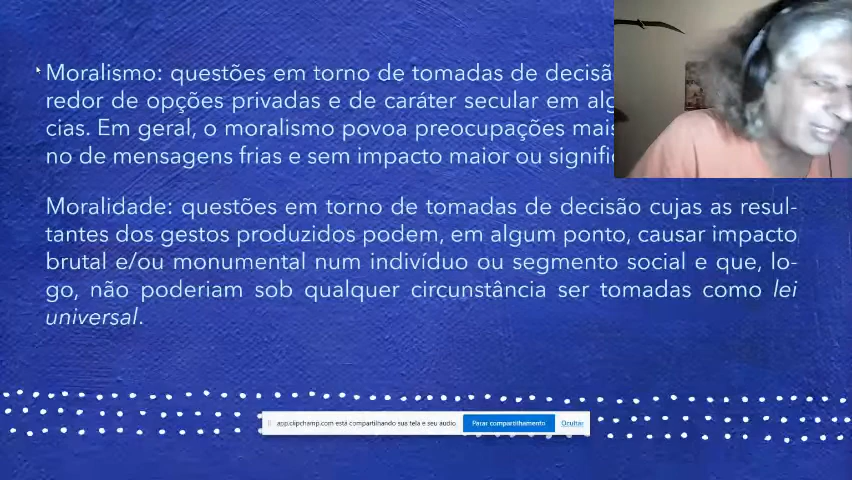 Moralismo: questões em torno de tomadas de decisã
redor de opções privadas e de caráter secular em alg
cias. Em geral, o moralismo povoa preocupações mais
no de mensagens frias e sem impacto maior ou signifi
Moralidade: questões em torno de tomadas de decisão cujas as resul-
tantes dos gestos produzidos podem, em algum ponto, causar impacto
brutal e/ou monumental num indivíduo ou segmento social e que, lo-
go, não poderiam sob qualquer circunstância ser tomadas como lei
universal.
app.clipchamp.com está compartilhando sua tela e seu áudio. Parar compartilhamento Ocultar